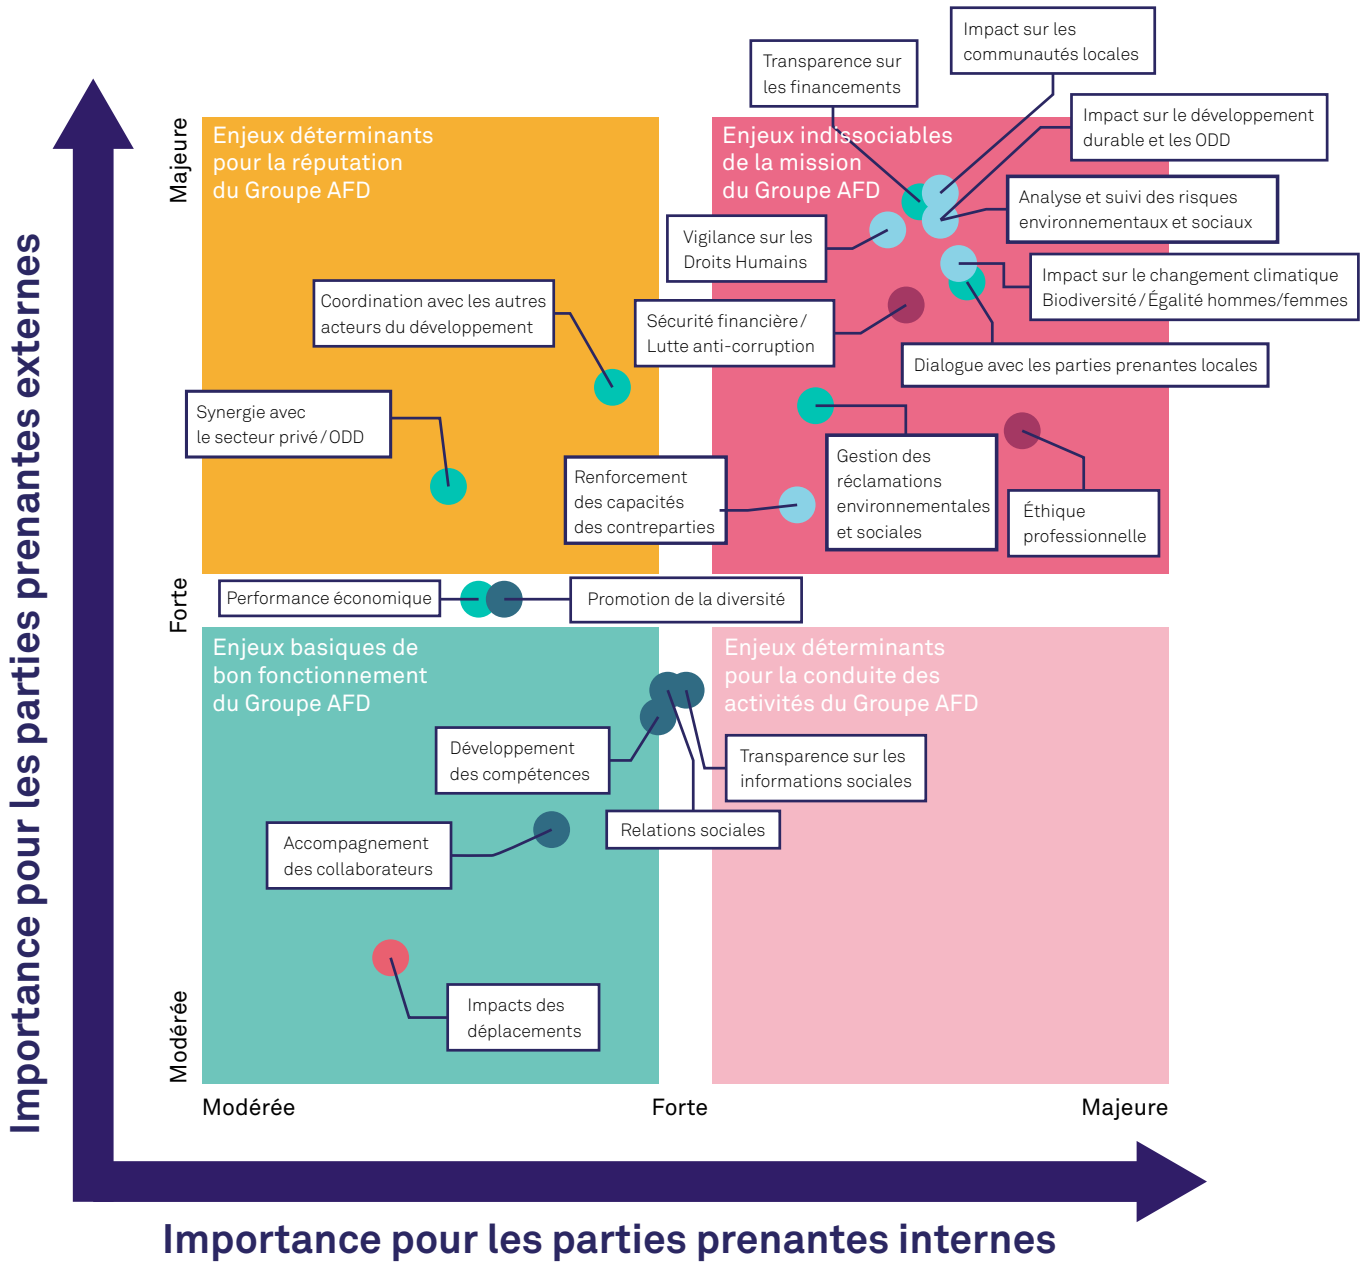 Impact sur les
communautés locales
Transparence sur
les financements
Impact sur le développement
durable et les ODD
Majeure
Enjeux déterminants
pour la réputation
du Groupe AFD
Enjeux indissociables
de la mission
du Groupe AFD
Analyse et suivi des risques
environnementaux et sociaux
Vigilance sur les
Droits Humains
Impact sur le changement climatique
Biodiversité / Égalité hommes/femmes
Coordination avec les autres
acteurs du développement
Sécurité financière /
Lutte anti-corruption
Dialogue avec les parties prenantes locales
Synergie avec
le secteur privé / ODD
Gestion des
réclamations
environnementales
et sociales
Renforcement
des capacités
des contreparties
Éthique
professionnelle
Forte
Performance économique
Promotion de la diversité
Enjeux basiques de
bon fonctionnement
du Groupe AFD
Enjeux déterminants
pour la conduite des
activités du Groupe AFD
Développement
des compétences
Transparence sur les
informations sociales
Relations sociales
Accompagnement
des collaborateurs
Impacts des
déplacements
Modérée
Modérée
Forte
Majeure
Importance pour les parties prenantes externes
Importance pour les parties prenantes internes